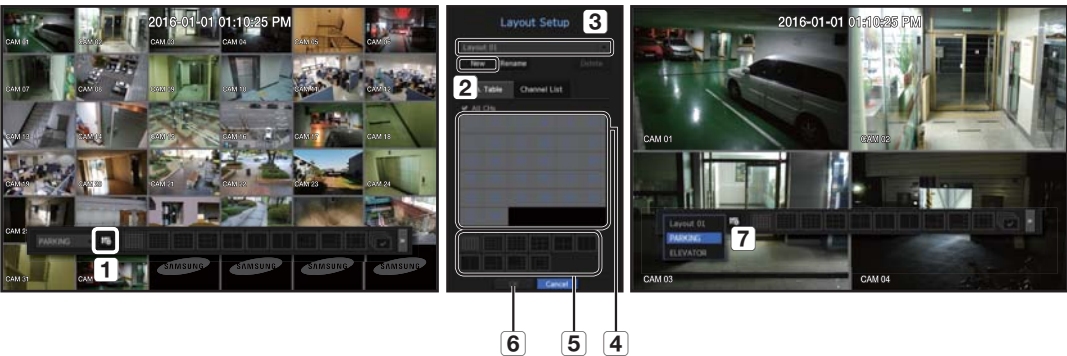 2016-01-01 01:10:25 PM
CAM 01
CAM 02
CAM 03
CAM 04
CAM 05
CAM 06
CAM 07
CAM 08
CAM 09
CAM 10
CAM 11
CAM 12
CAM 13
CAM 14
CAM 15
CAM 16
CAM 17
CAM 18
CAM 19
CAM 20
CAM 21
CAM 22
CAM 23
CAM 24
PARKING
1
CAM 31
SAMSUNG
SAMSUNG
SAMSUNG
SAMSUNG
Layout Setup
3
Layout 01
New Rename Delete
2
Table Channel List
All CHs
Cancel
6
5
4
2016-01-01 01:10:25 PM
CAM 01
CAM 02
Layout 01
PARKING
ELEVATOR
7
CAM 03
CAM 04